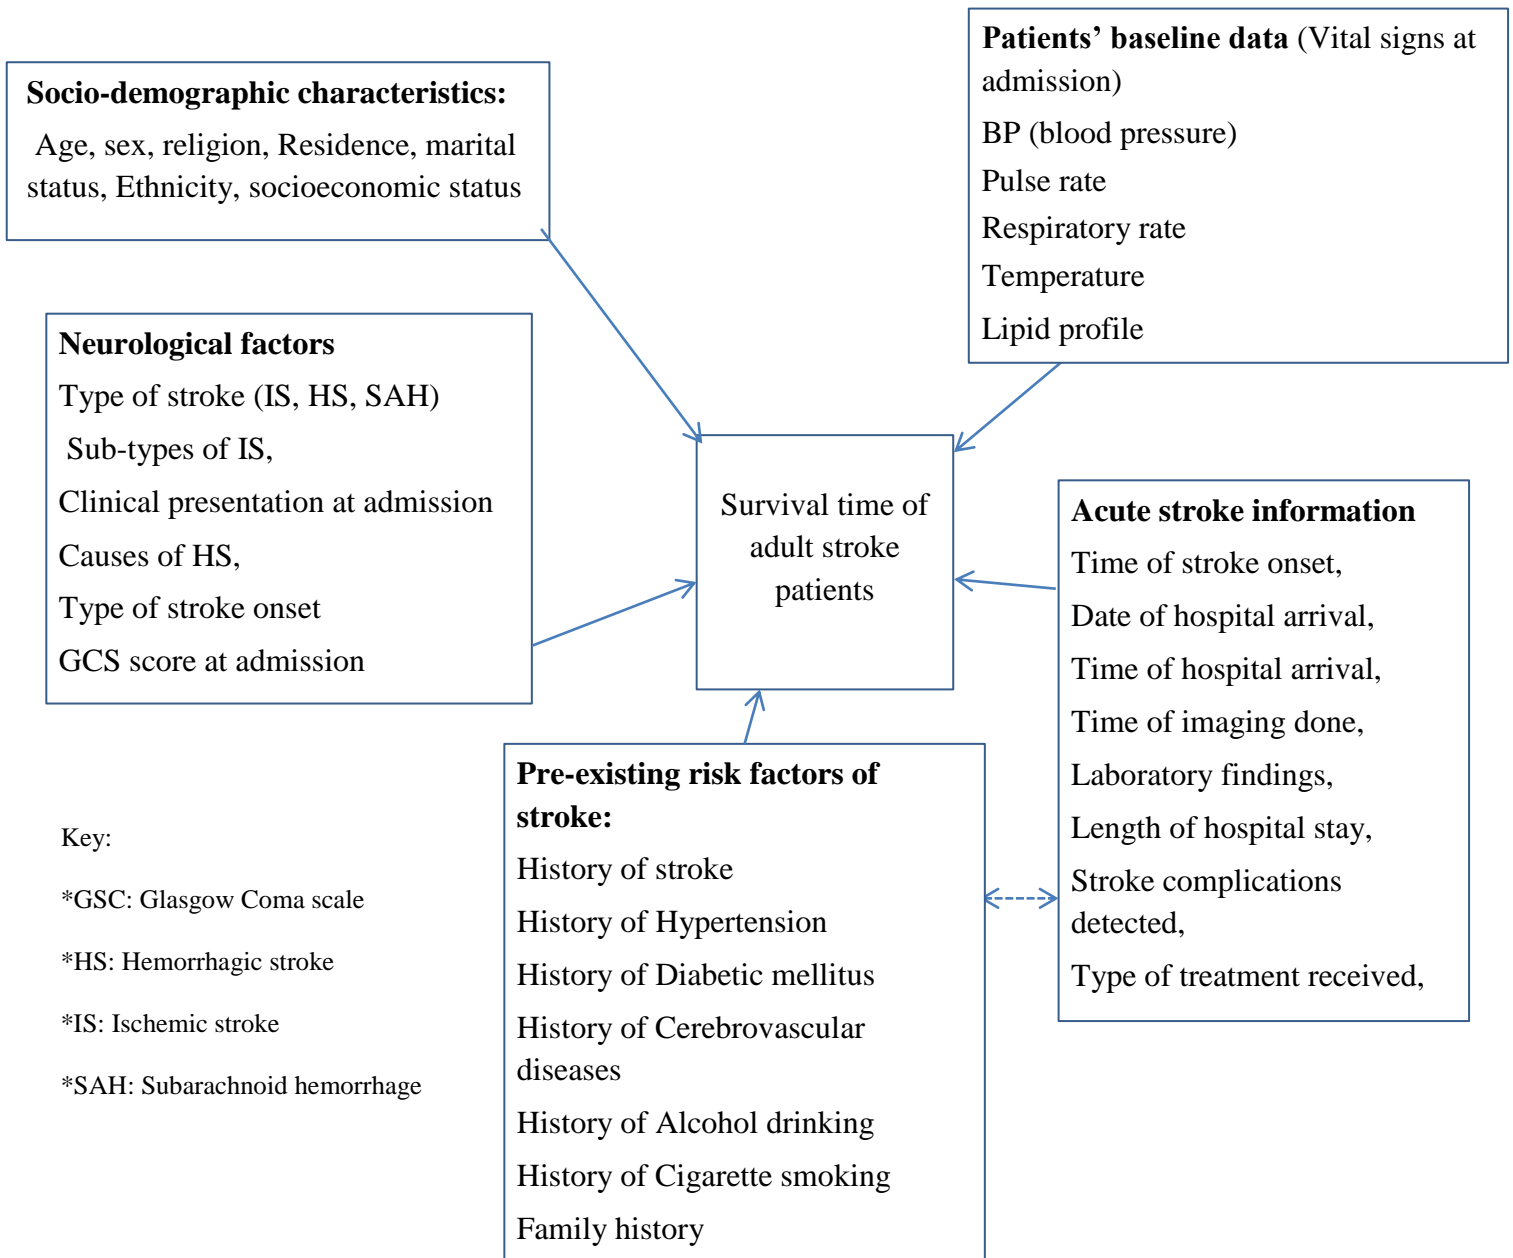 Socio-demographic characteristics:
Age, sex, religion, Residence, marital
status, Ethnicity, socioeconomic status
Patients’ baseline data (Vital signs at
admission)
BP (blood pressure)
Pulse rate
Respiratory rate
Temperature
Lipid profile
Neurological factors
Type of stroke (IS, HS, SAH)
Sub-types of IS,
Clinical presentation at admission
Causes of HS,
Type of stroke onset
GCS score at admission
Survival time of
adult stroke
patients
Acute stroke information
Time of stroke onset,
Date of hospital arrival,
Time of hospital arrival,
Time of imaging done,
Laboratory findings,
Length of hospital stay,
Stroke complications
detected,
Type of treatment received,
Pre-existing risk factors of
stroke:
History of stroke
History of Hypertension
History of Diabetic mellitus
History of Cerebrovascular
diseases
History of Alcohol drinking
History of Cigarette smoking
Family history
Key:
*GSC: Glasgow Coma scale
*HS: Hemorrhagic stroke
*IS: Ischemic stroke
*SAH: Subarachnoid hemorrhage